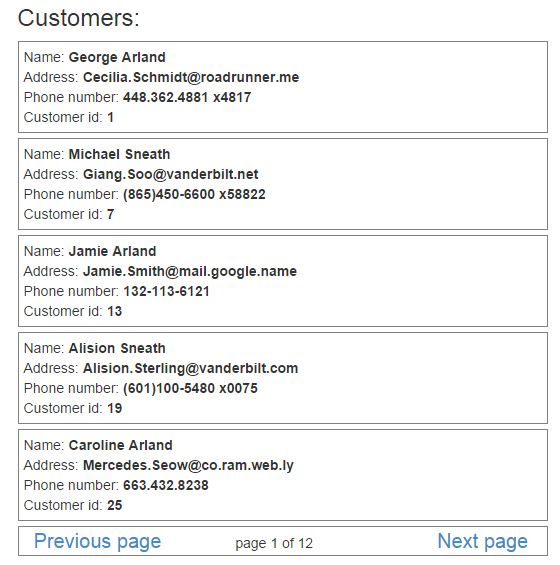 Customers:
Name: George Arland
Address: Cecilia.Schmidt@roadrunner.me
Phone number: 448.362.4881 x4817
Customer id: 1
Name: Michael Sneath
Address: Giang.Soo@vanderbilt.net
Phone number: (865)450-6600 x58822
Customer id: 7
Name: Jamie Arland
Address: Jamie.Smith@mail.google.name
Phone number: 132-113-6121
Customer id: 13
Name: Alision Sneath
Address: Alision.Sterling@vanderbilt.com
Phone number: (601)100-5480 x0075
Customer id: 19
Name: Caroline Arland
Address: Mercedes.Seow@co.ram.web.ly
Phone number: 663.432.8238
Customer id: 25
Previous page page 1 of 12 Next page